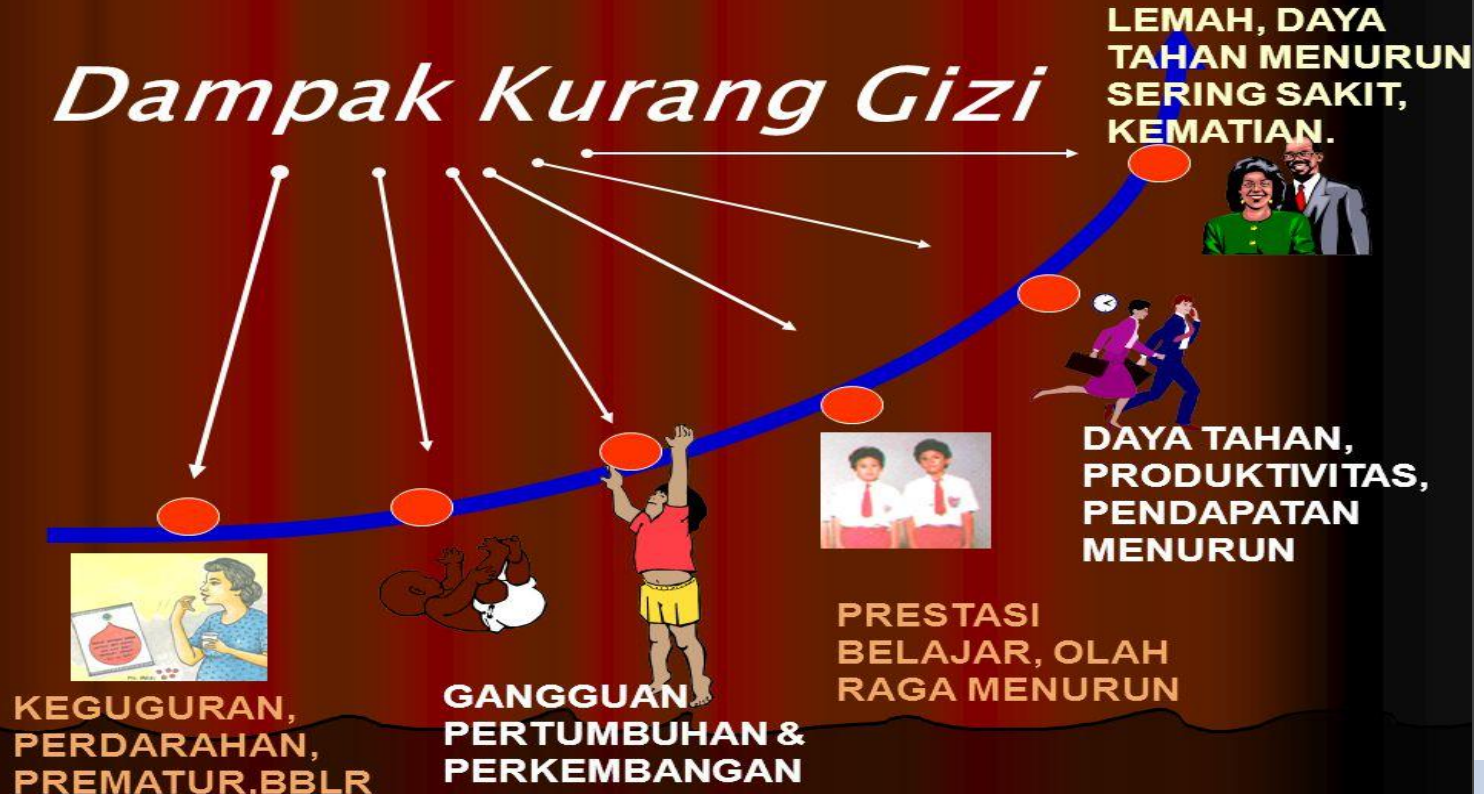 Dampak Kurang Gizi
LEMAH, DAYA
TAHAN MENURUN
SERING SAKIT,
KEMATIAN.
DAYA TAHAN,
PRODUKTIVITAS,
PENDAPATAN
MENURUN
PRESTASI
BELAJAR, OLAH
RAGA MENURUN
GANGGUAN
PERTUMBUHAN &
PERKEMBANGAN
KEGUGURAN,
PERDARAHAN,
PREMATUR,BBLR